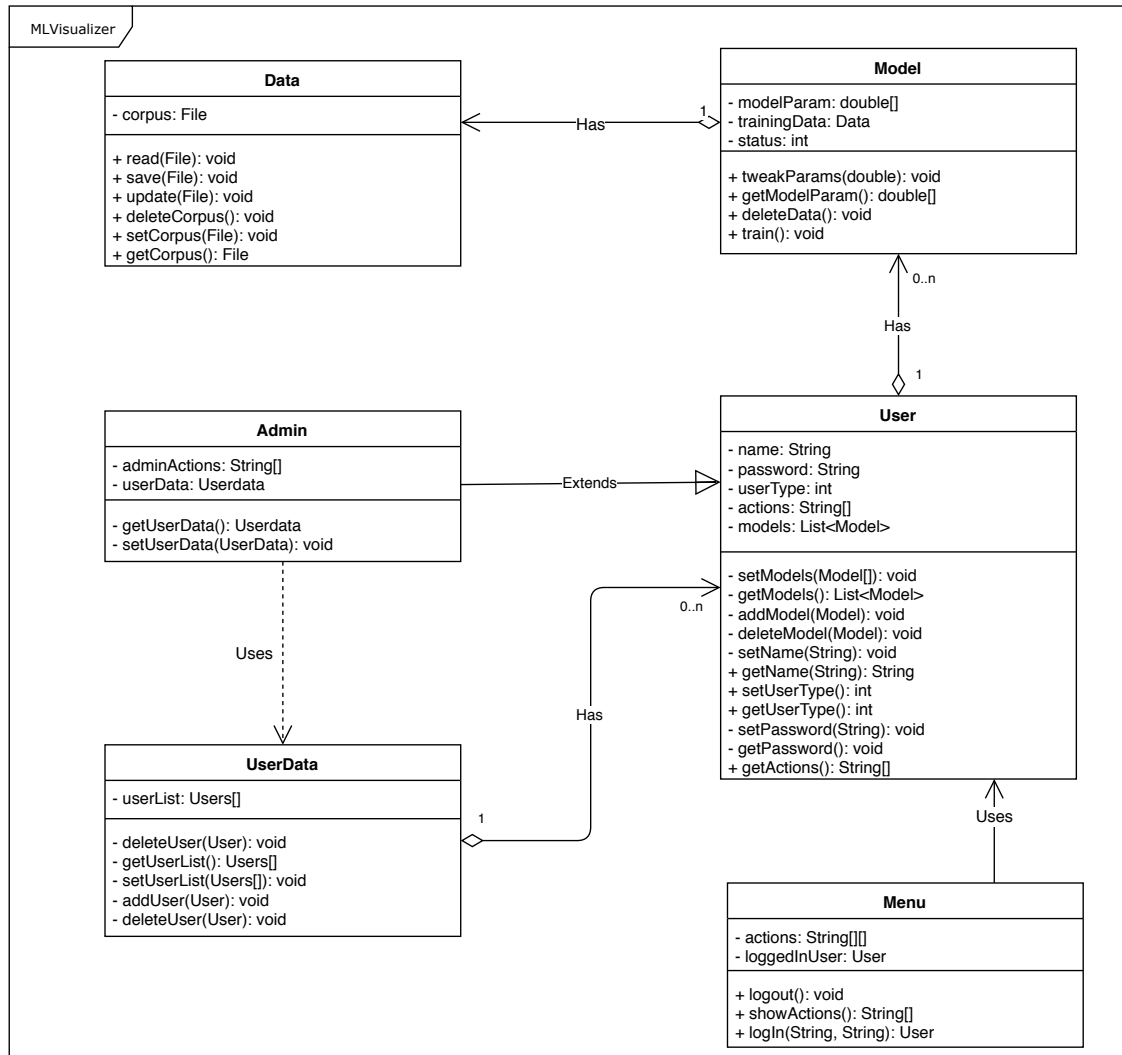 MLVisualizer
Data
- corpus: File
+ read(File): void
+ save(File): void
+ update(File): void
+ deleteCorpus(): void
+ setCorpus(File): void
+ getCorpus(): File
Has
1
Model
- modelParam: double[]
- trainingData: Data
- status: int
+ tweakParams(double): void
+ getModelParam(): double[]
+ deleteData(): void
+ train(): void
0..n
Has
1
Admin
- adminActions: String[]
- userData: Userdata
- getUserData(): Userdata
- setUserData(UserData): void
Extends
User
- name: String
- password: String
- userType: int
- actions: String[]
- models: List<Model>
- setModels(Model[]): void
- getModels(): List<Model>
- addModel(Model): void
- deleteModel(Model): void
- setName(String): void
+ getName(String): String
+ setUserType(): int
+ getUserType(): int
- setPassword(String): void
- getPassword(): void
+ getActions(): String[]
0..n
Uses
Has
UserData
- userList: Users[]
- deleteUser(User): void
- getUserList(): Users[]
- setUserList(Users[]): void
- addUser(User): void
- deleteUser(User): void
1
Uses
Menu
- actions: String[][]
- loggedInUser: User
+ logout(): void
+ showActions(): String[]
+ logIn(String, String): User